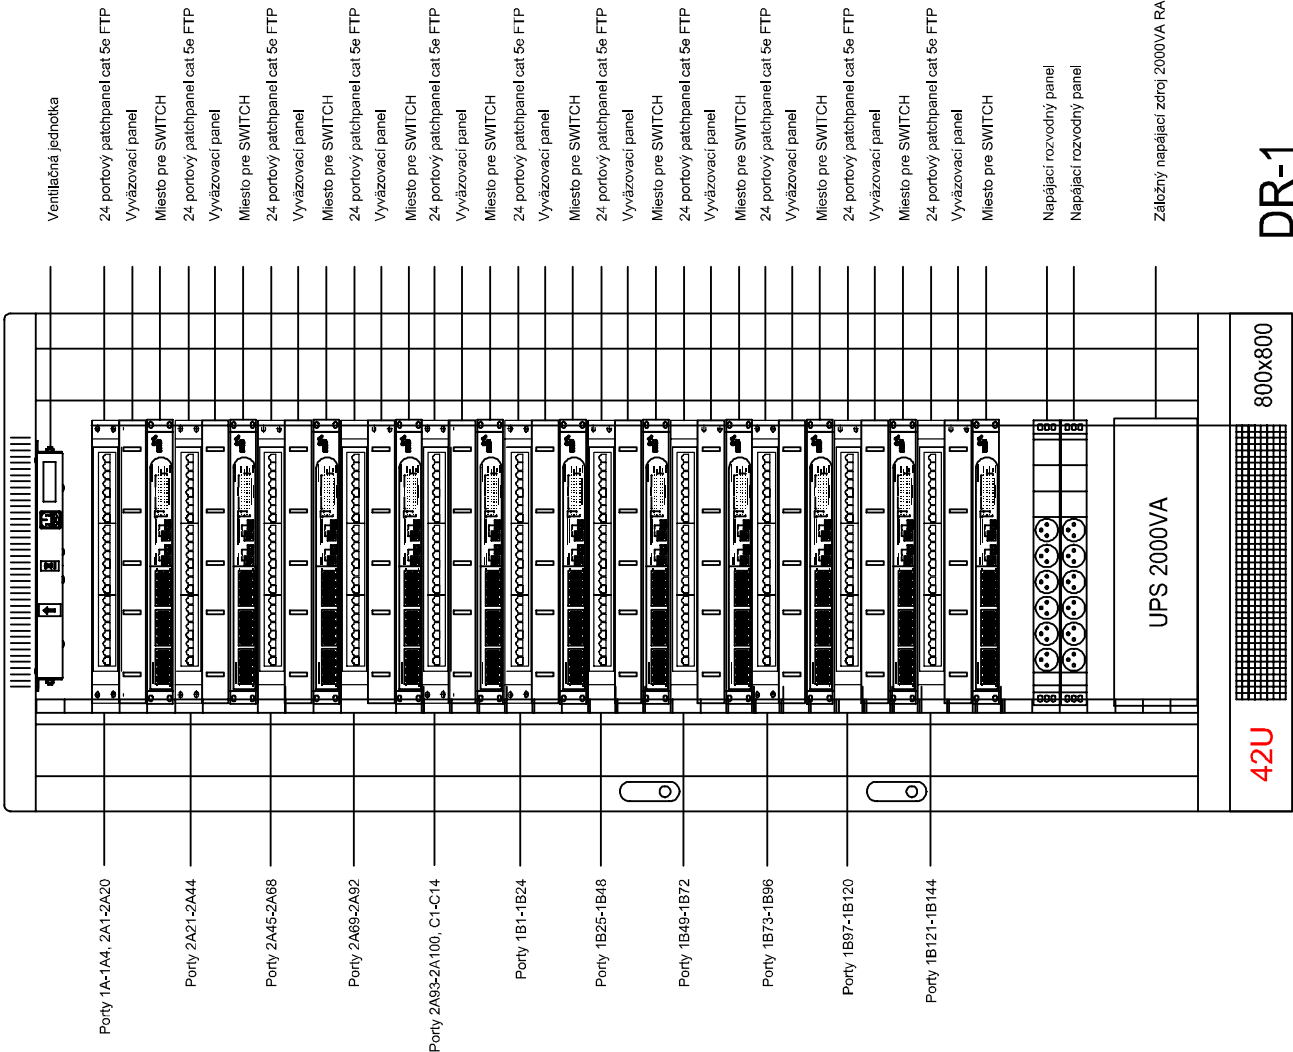 Ventilačná jednotka
24 portový patchpanel cat 5e FTP
Vyväzovací panel
Miesto pre SWITCH
24 portový patchpanel cat 5e FTP
Vyväzovací panel
Miesto pre SWITCH
24 portový patchpanel cat 5e FTP
Vyväzovací panel
Miesto pre SWITCH
24 portový patchpanel cat 5e FTP
Vyväzovací panel
Miesto pre SWITCH
24 portový patchpanel cat 5e FTP
Vyväzovací panel
Miesto pre SWITCH
24 portový patchpanel cat 5e FTP
Vyväzovací panel
Miesto pre SWITCH
24 portový patchpanel cat 5e FTP
Vyväzovací panel
Miesto pre SWITCH
24 portový patchpanel cat 5e FTP
Vyväzovací panel
Miesto pre SWITCH
24 portový patchpanel cat 5e FTP
Vyväzovací panel
Miesto pre SWITCH
24 portový patchpanel cat 5e FTP
Vyväzovací panel
Miesto pre SWITCH
24 portový patchpanel cat 5e FTP
Vyväzovací panel
Miesto pre SWITCH
Napájací rozvodný panel
Napájací rozvodný panel
Záložný napájací zdroj 2000VA RA
DR-1
800x800
42U
UPS 2000VA
Porty 1A-1A4, 2A1-2A20
Porty 2A21-2A44
Porty 2A45-2A68
Porty 2A69-2A92
Porty 2A93-2A100, C1-C14
Porty 1B1-1B24
Porty 1B25-1B48
Porty 1B49-1B72
Porty 1B73-1B96
Porty 1B97-1B120
Porty 1B121-1B144